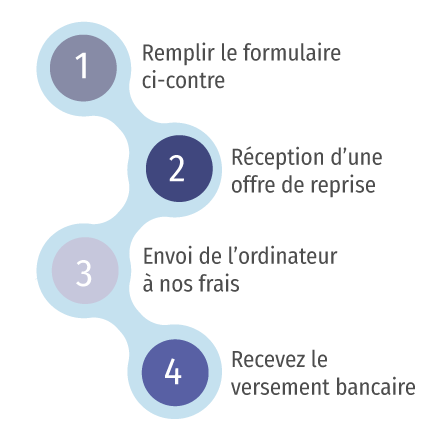 1
Remplir le formulaire
ci-contre
2
Réception d’une
offre de reprise
3
Envoi de l’ordinateur
à nos frais
4
Recevez le
versement bancaire